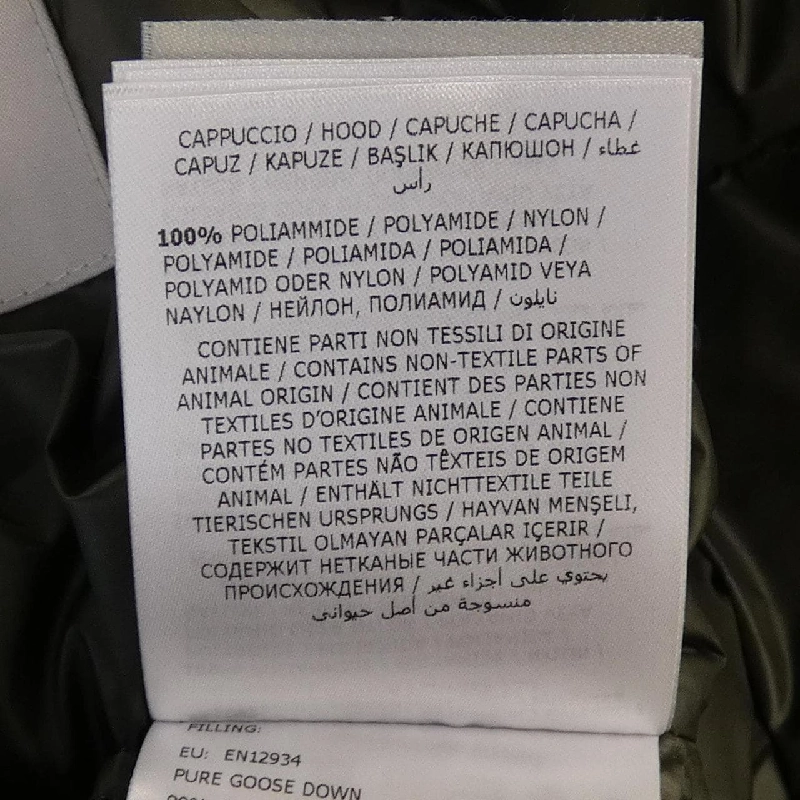 CAPPUCCIO / HOOD / CAPUCHE / CAPUCHA /
CAPUZ / KAPUZE / BAŞLIK / КАПЮШОН / غطاء
رأس
100% POLIAMMIDE / POLYAMIDE / NYLON /
POLYAMIDE / POLIAMIDA / POLIAMIDA /
POLYAMID ODER NYLON / POLYAMID VEYA
NAYLON / НЕЙЛОН, ПОЛИАМИД / نايلون
CONTIENE PARTI NON TESSILI DI ORIGINE
ANIMALE / CONTAINS NON-TEXTILE PARTS OF
ANIMAL ORIGIN / CONTIENT DES PARTIES NON
TEXTILES D'ORIGINE ANIMALE / CONTIENE
PARTES NO TEXTILES DE ORIGEN ANIMAL /
CONTÉM PARTES NÃO TÊXTEIS DE ORIGEM
ANIMAL / ENTHÄLT NICHTTEXTILE TEILE
TIERISCHEN URSPRUNGS / HAYVAN MENŞELI,
TEKSTIL OLMAYAN PARÇALAR IÇERIR /
СОДЕРЖИТ НЕТКАНЫЕ ЧАСТИ ЖИВОТНОГО
ПРОИСХОЖДЕНИЯ / يحتوي على أجزاء غير
منسوجة من أصل حيواني
FILLING:
EU: EN12934
PURE GOOSE DOWN